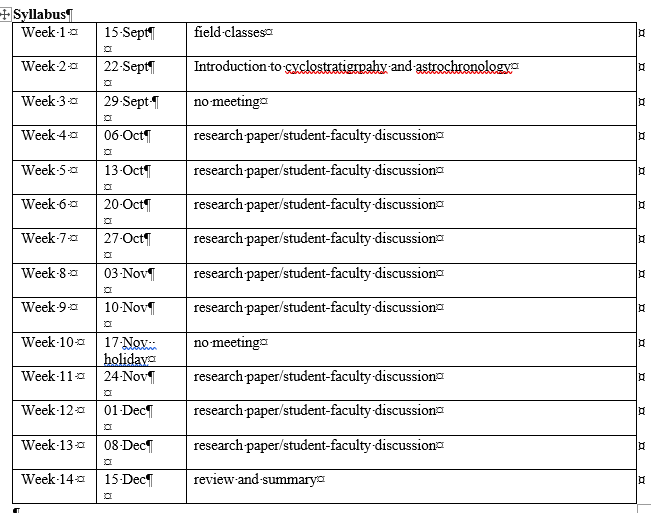 Syllabus
Week 1 15 Sept field classes
Week 2 22 Sept Introduction to cyclostratigrpahy and astrochronology
Week 3 29 Sept no meeting
Week 4 06 Oct research paper/student-faculty discussion
Week 5 13 Oct research paper/student-faculty discussion
Week 6 20 Oct research paper/student-faculty discussion
Week 7 27 Oct research paper/student-faculty discussion
Week 8 03 Nov research paper/student-faculty discussion
Week 9 10 Nov research paper/student-faculty discussion
Week 10 17 Nov no meeting
holiday
Week 11 24 Nov research paper/student-faculty discussion
Week 12 01 Dec research paper/student-faculty discussion
Week 13 08 Dec research paper/student-faculty discussion
Week 14 15 Dec review and summary